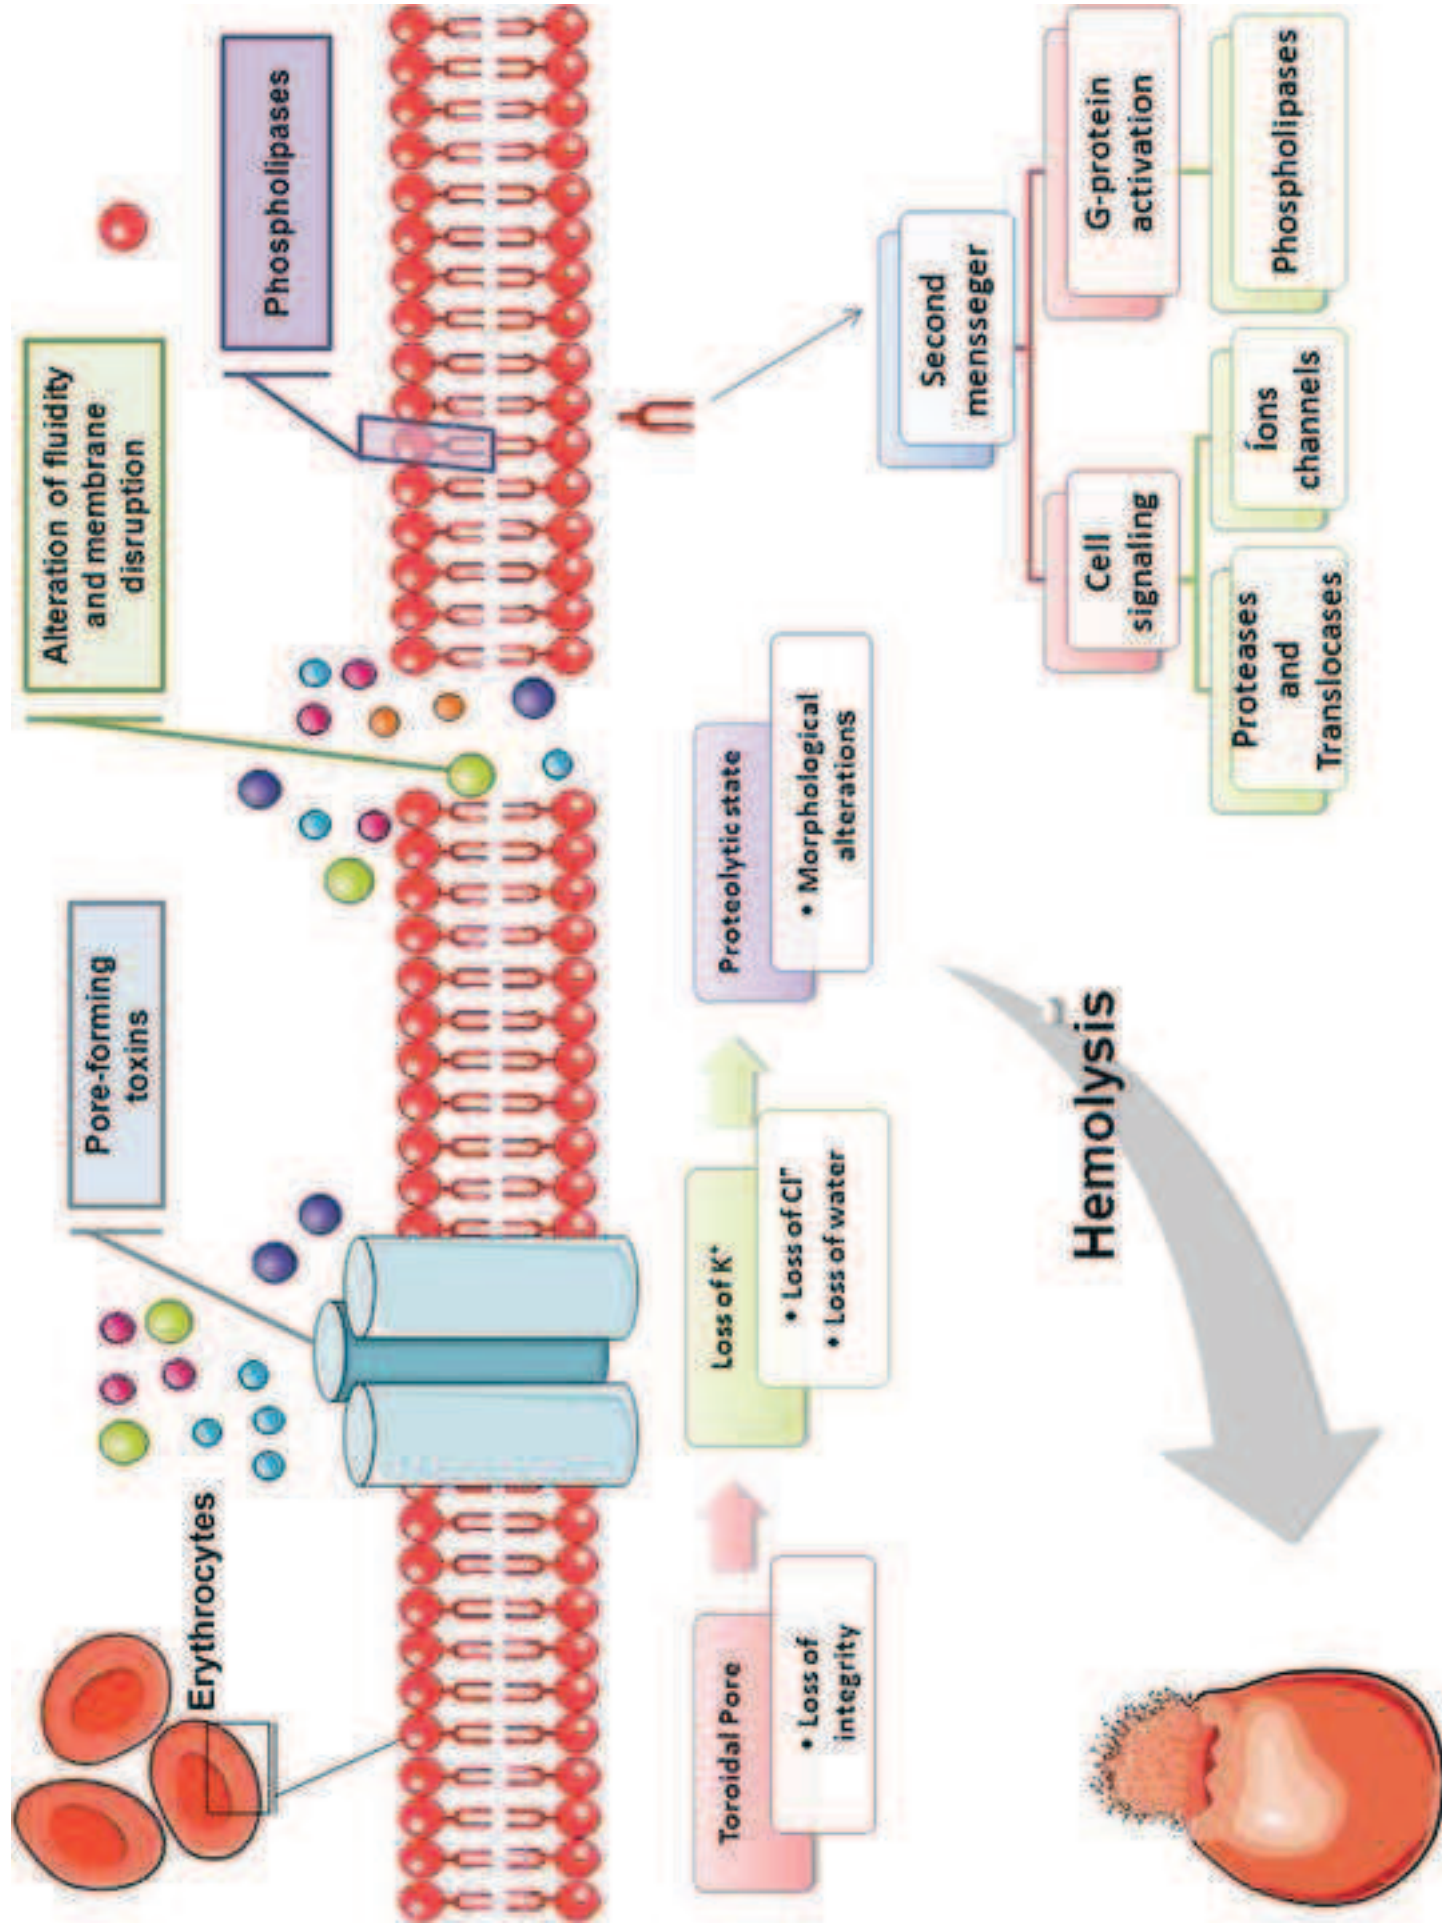 Erythrocytes
Pore-forming
toxins
Alteration of fluidity
and membrane
disruption
Phospholipases
Toroidal Pore
• Loss of
integrity
Loss of K⁺
• Loss of Cl⁻
• Loss of water
Proteolytic state
• Morphological
alterations
Second
mensseger
Cell
signaling
G-protein
activation
Proteases
and
Translocases
Íons
channels
Phospholipases
Hemolysis